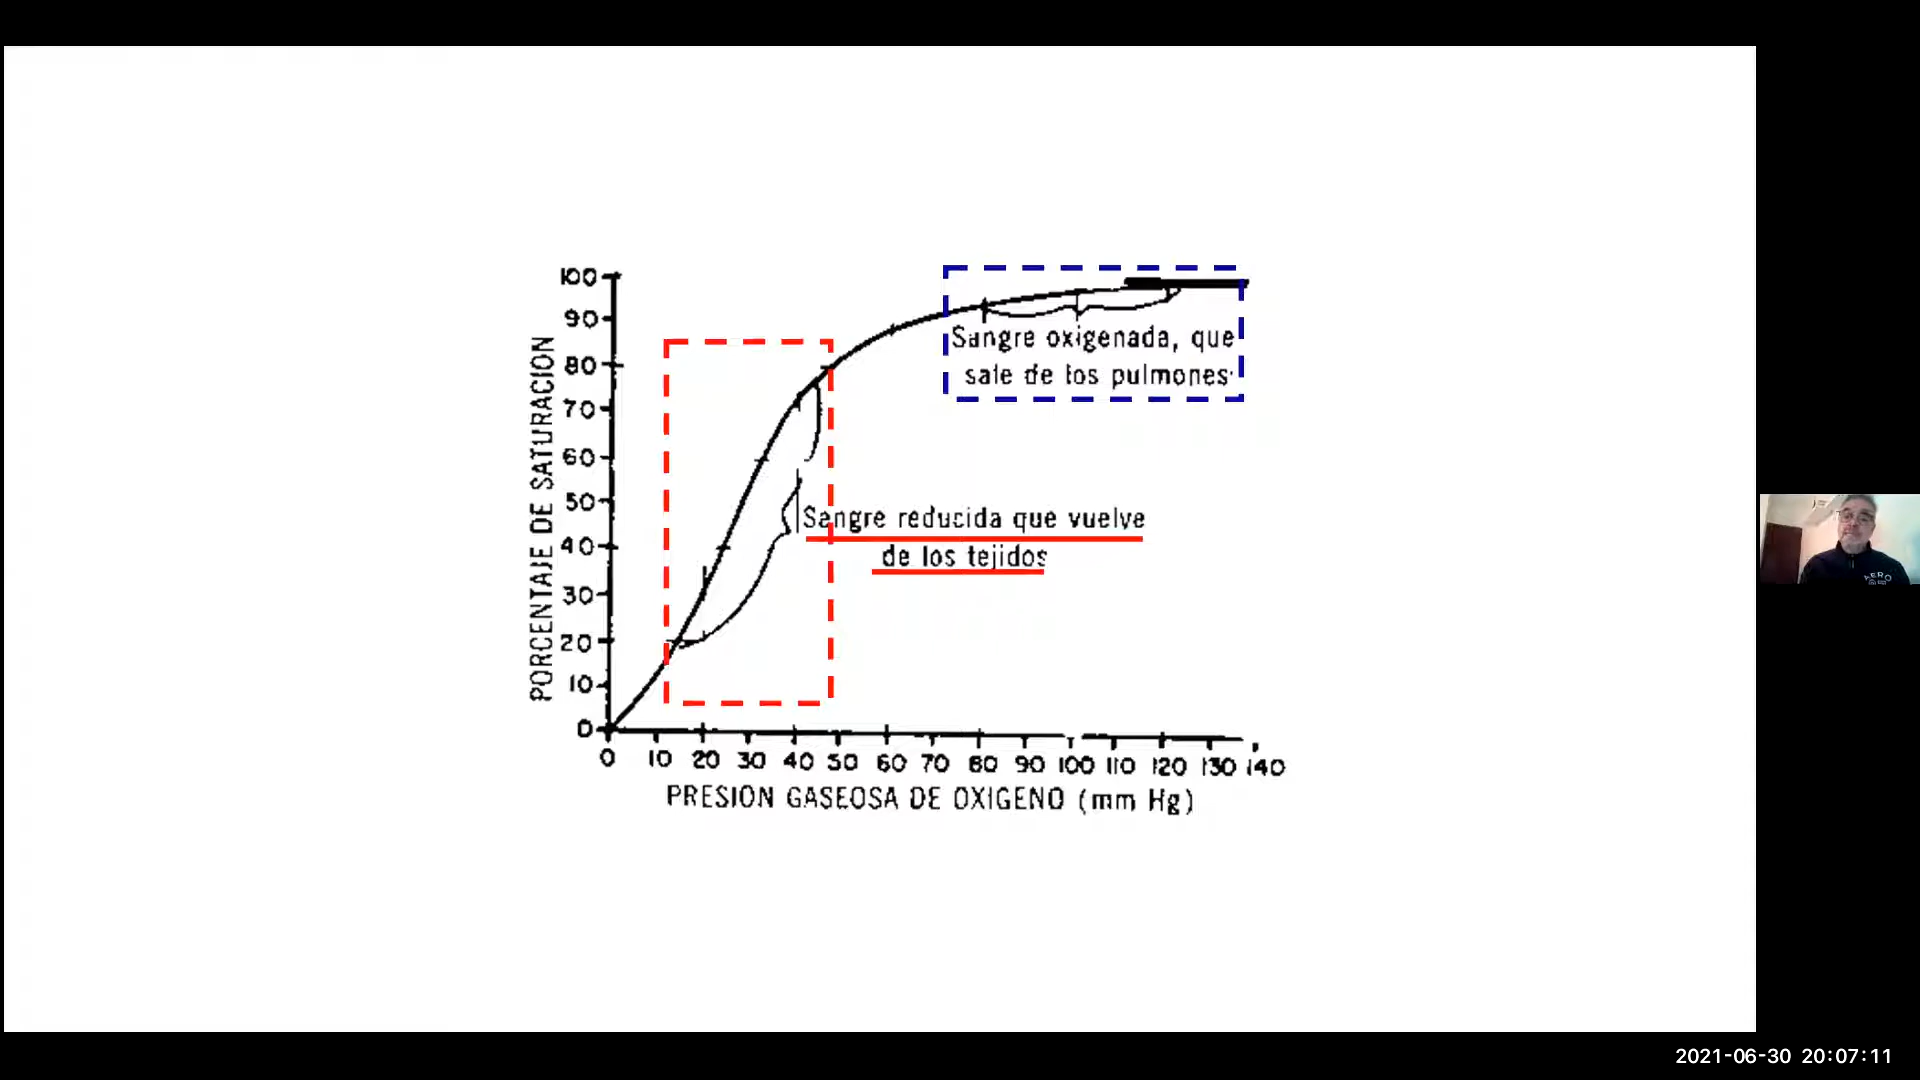 100
90
80
70
60
50
40
30
20
10
0
PORCENTAJE DE SATURACION
Sangre oxigenada, que
sale de los pulmones
Sangre reducida que vuelve
de los tejidos
0 10 20 30 40 50 60 70 80 90 100 110 120 130 140
PRESION GASEOSA DE OXIGENO (mm Hg)
AERO
2021-06-30 20:07:11